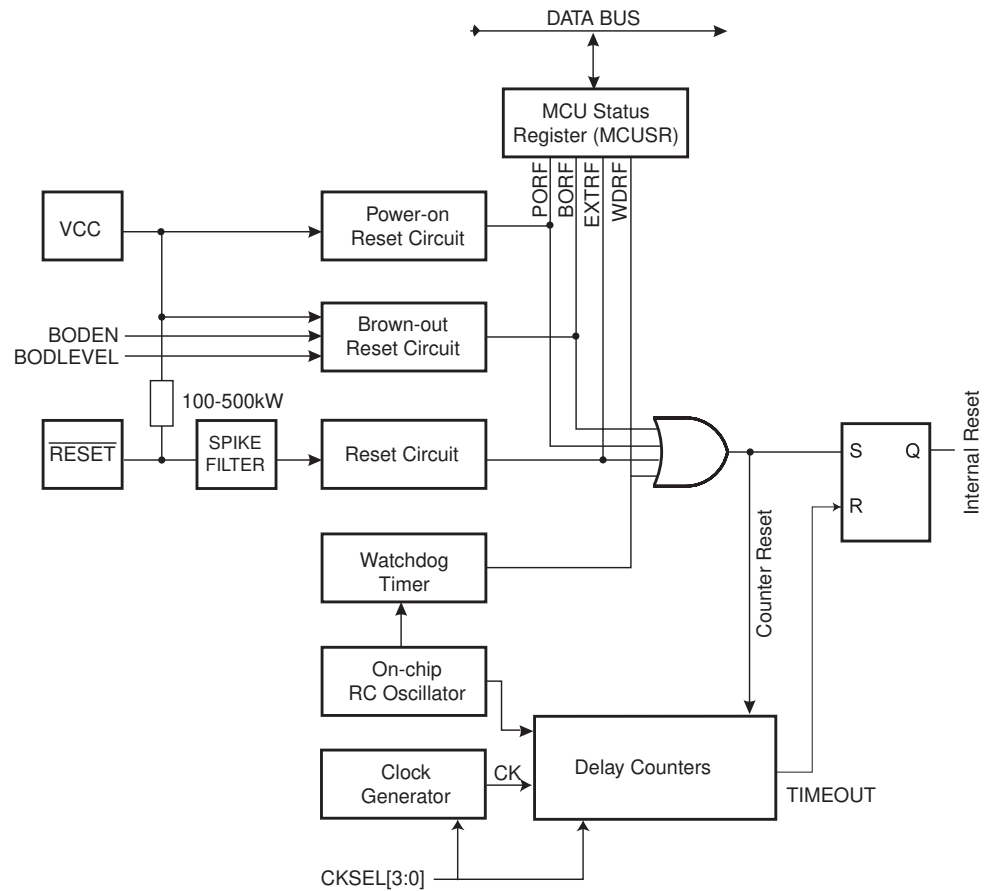 DATA BUS
MCU Status
Register (MCUSR)
PORF
BORF
EXTRF
WDRF
VCC
Power-on
Reset Circuit
BODEN
BODLEVEL
Brown-out
Reset Circuit
100-500kW
RESET
SPIKE
FILTER
Reset Circuit
S
Q
R
Internal Reset
Watchdog
Timer
Counter Reset
On-chip
RC Oscillator
Clock
Generator
CK
Delay Counters
TIMEOUT
CKSEL[3:0]